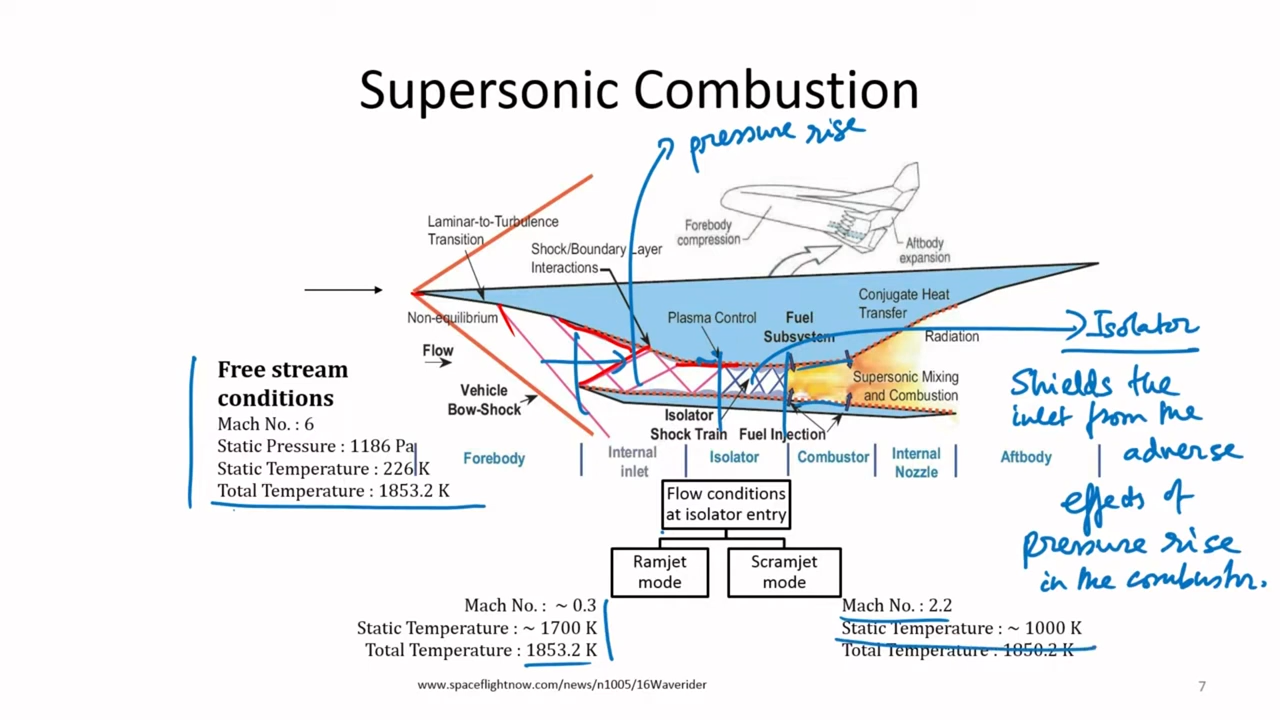 Supersonic Combustion
pressure rise
Laminar-to-Turbulence
Transition
Shock/Boundary Layer
Interactions
Forebody
compression
Aftbody
expansion
Non-equilibrium
Plasma Control
Fuel
Subsystem
Conjugate Heat
Transfer
Radiation
Isolator
Flow
Vehicle
Bow-Shock
Supersonic Mixing
and Combustion
Isolator
Shock Train
Fuel Injection
Shields the
inlet from the
adverse
effects of
pressure rise
in the combustor.
Free stream
conditions
Mach No. : 6
Static Pressure : 1186 Pa
Static Temperature : 226 K
Total Temperature : 1853.2 K
Forebody
Internal
inlet
Isolator
Combustor
Internal
Nozzle
Aftbody
Flow conditions
at isolator entry
Ramjet
mode
Scramjet
mode
Mach No. : ~ 0.3
Static Temperature : ~ 1700 K
Total Temperature : 1853.2 K
Mach No. : 2.2
Static Temperature : ~ 1000 K
Total Temperature : 1850.2 K
www.spaceflightnow.com/news/n1005/16Waverider
7